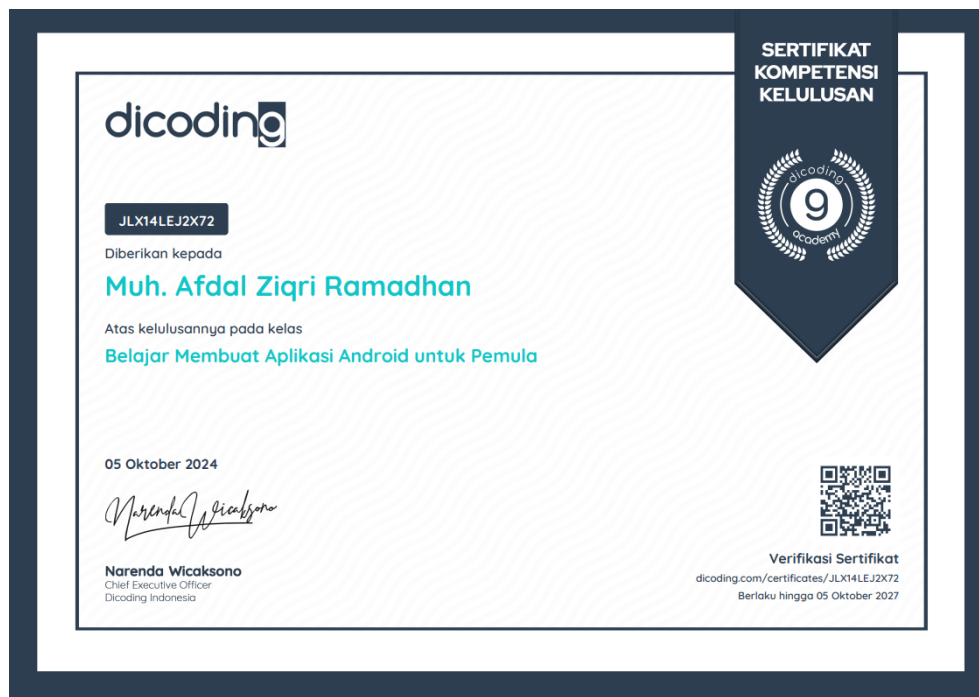 SERTIFIKAT
KOMPETENSI
KELULUSAN
dicoding
dicoding
9
academy
JLX14LEJ2X72
Diberikan kepada
Muh. Afdal Ziqri Ramadhan
Atas kelulusannya pada kelas
Belajar Membuat Aplikasi Android untuk Pemula
05 Oktober 2024
Narenda Wicaksono
Narenda Wicaksono
Chief Executive Officer
Dicoding Indonesia
Verifikasi Sertifikat
dicoding.com/certificates/JLX14LEJ2X72
Berlaku hingga 05 Oktober 2027